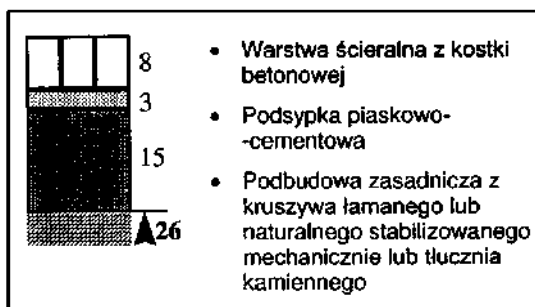 8
3
15
26
• Warstwa ścieralna z kostki
betonowej
• Podsypka piaskowo-
-cementowa
• Podbudowa zasadnicza z
kruszywa łamanego lub
naturalnego stabilizowanego
mechanicznie lub tłucznia
kamiennego